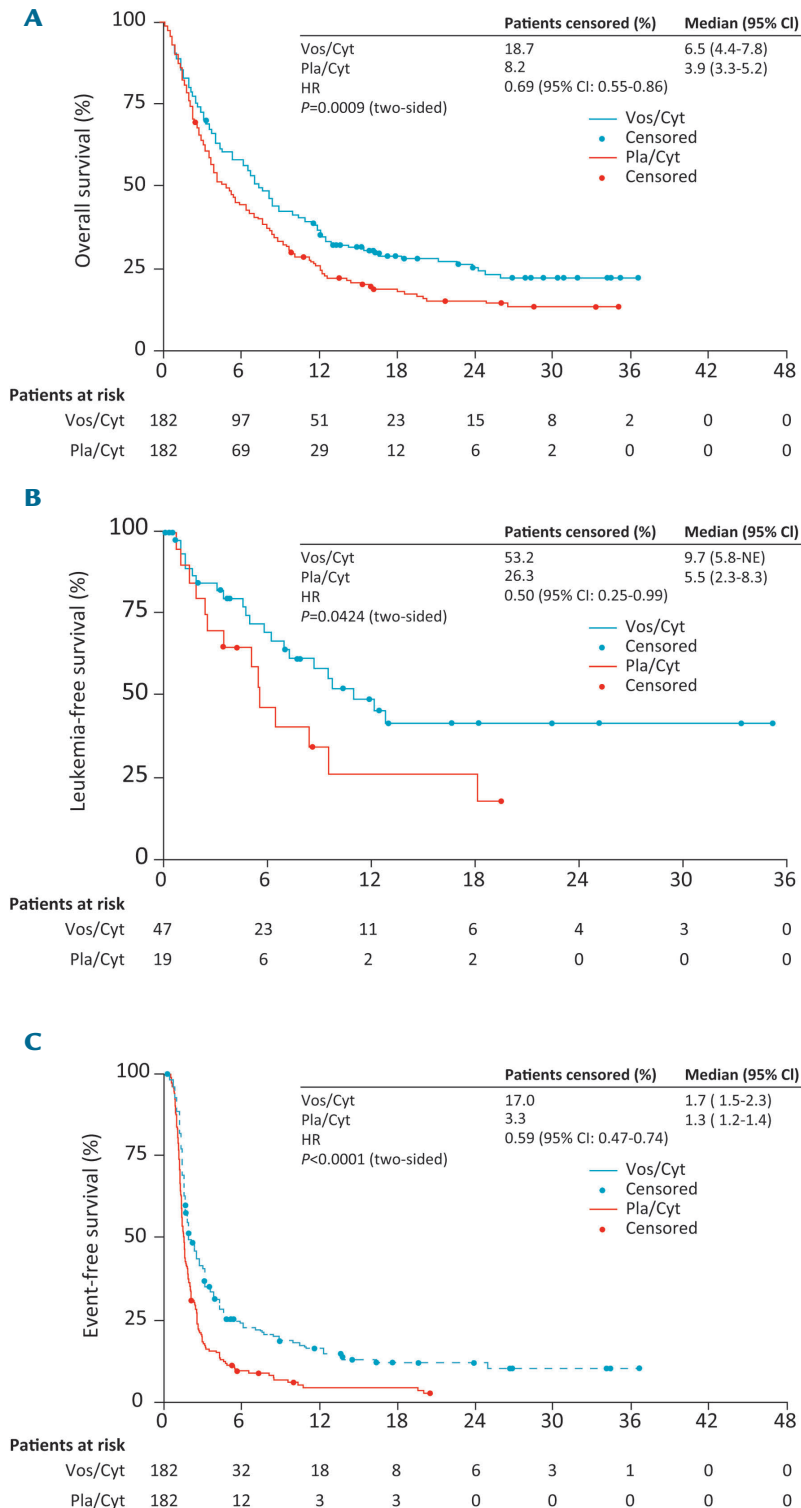 A
Patients censored (%) Median (95% CI)
Vos/Cyt 18.7 6.5 (4.4-7.8)
Pla/Cyt 8.2 3.9 (3.3-5.2)
HR 0.69 (95% CI: 0.55-0.86)
P=0.0009 (two-sided)
Vos/Cyt
Censored
Pla/Cyt
Censored
Overall survival (%)
100
75
50
25
0
0 6 12 18 24 30 36 42 48
Patients at risk
Vos/Cyt 182 97 51 23 15 8 2 0 0
Pla/Cyt 182 69 29 12 6 2 0 0 0
B
Patients censored (%) Median (95% CI)
Vos/Cyt 53.2 9.7 (5.8-NE)
Pla/Cyt 26.3 5.5 (2.3-8.3)
HR 0.50 (95% CI: 0.25-0.99)
P=0.0424 (two-sided)
Vos/Cyt
Censored
Pla/Cyt
Censored
Leukemia-free survival (%)
100
75
50
25
0
0 6 12 18 24 30 36
Patients at risk
Vos/Cyt 47 23 11 6 4 3 0
Pla/Cyt 19 6 2 2 0 0 0
C
Patients censored (%) Median (95% CI)
Vos/Cyt 17.0 1.7 ( 1.5-2.3)
Pla/Cyt 3.3 1.3 ( 1.2-1.4)
HR 0.59 (95% CI: 0.47-0.74)
P<0.0001 (two-sided)
Vos/Cyt
Censored
Pla/Cyt
Censored
Event-free survival (%)
100
75
50
25
0
0 6 12 18 24 30 36 42 48
Patients at risk
Vos/Cyt 182 32 18 8 6 3 1 0 0
Pla/Cyt 182 12 3 3 0 0 0 0 0